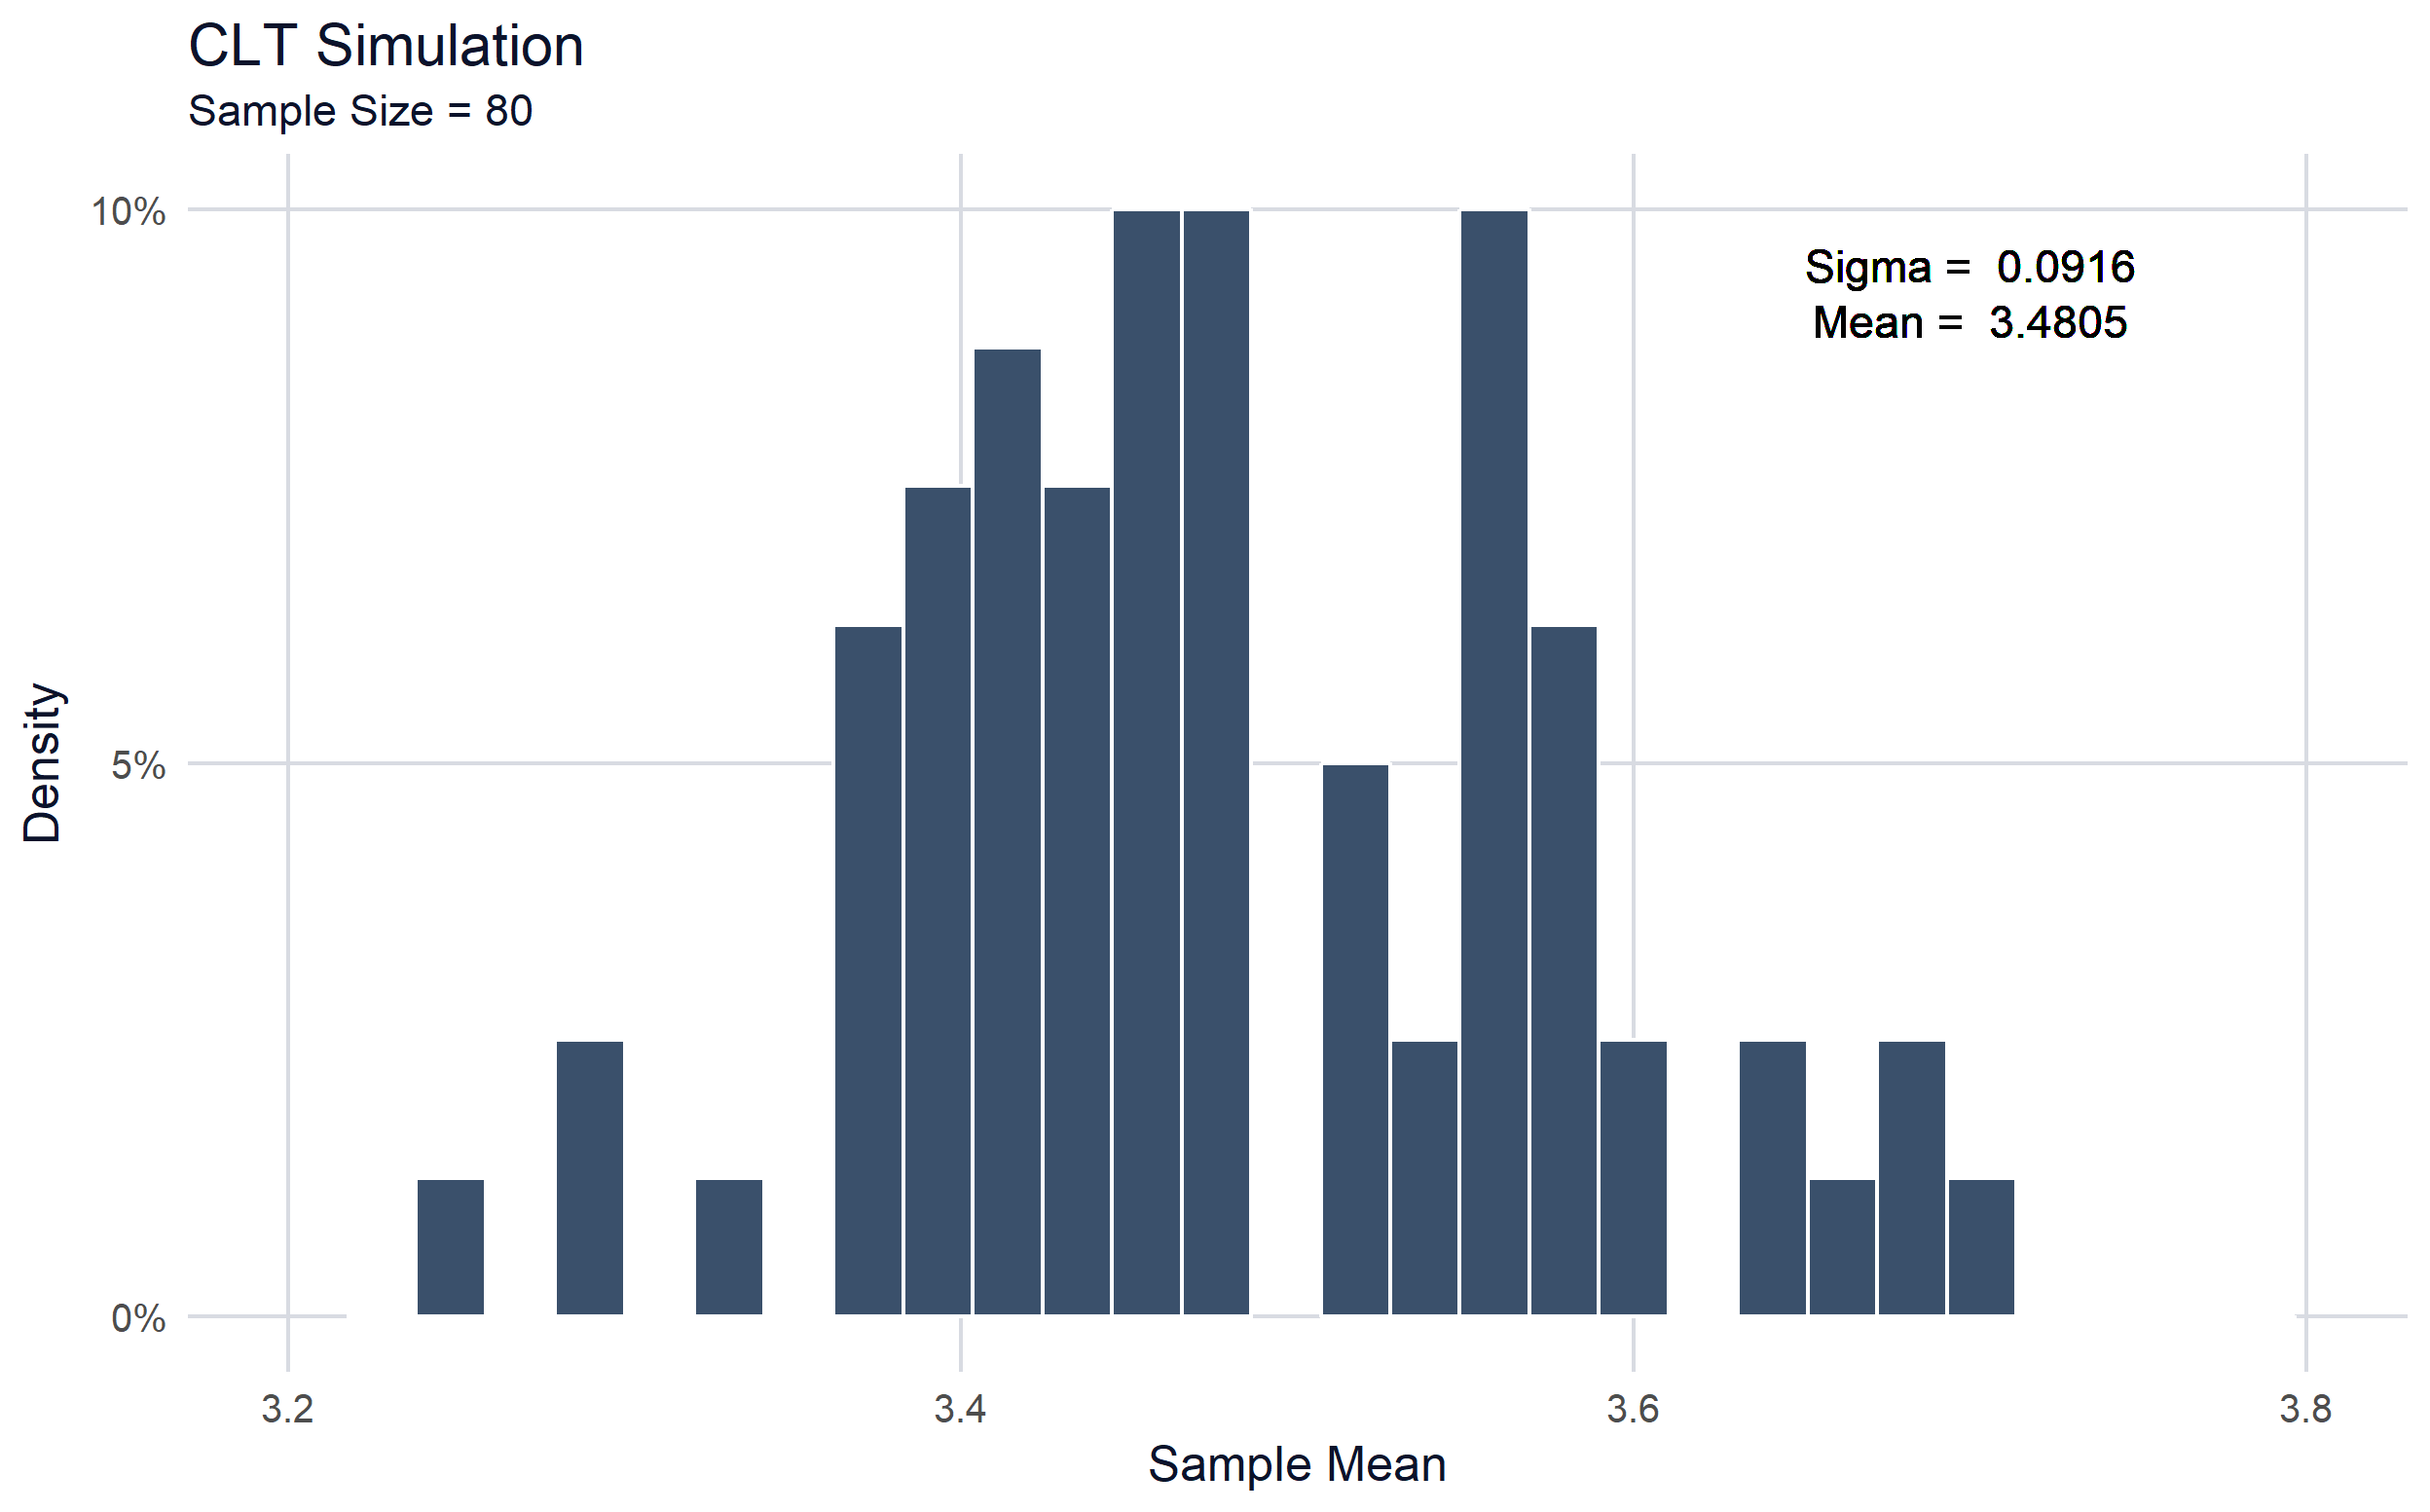 CLT Simulation
Sample Size = 80
10%
Sigma = 0.0916
Mean = 3.4805
5%
Density
0%
3.2 3.4 3.6 3.8
Sample Mean